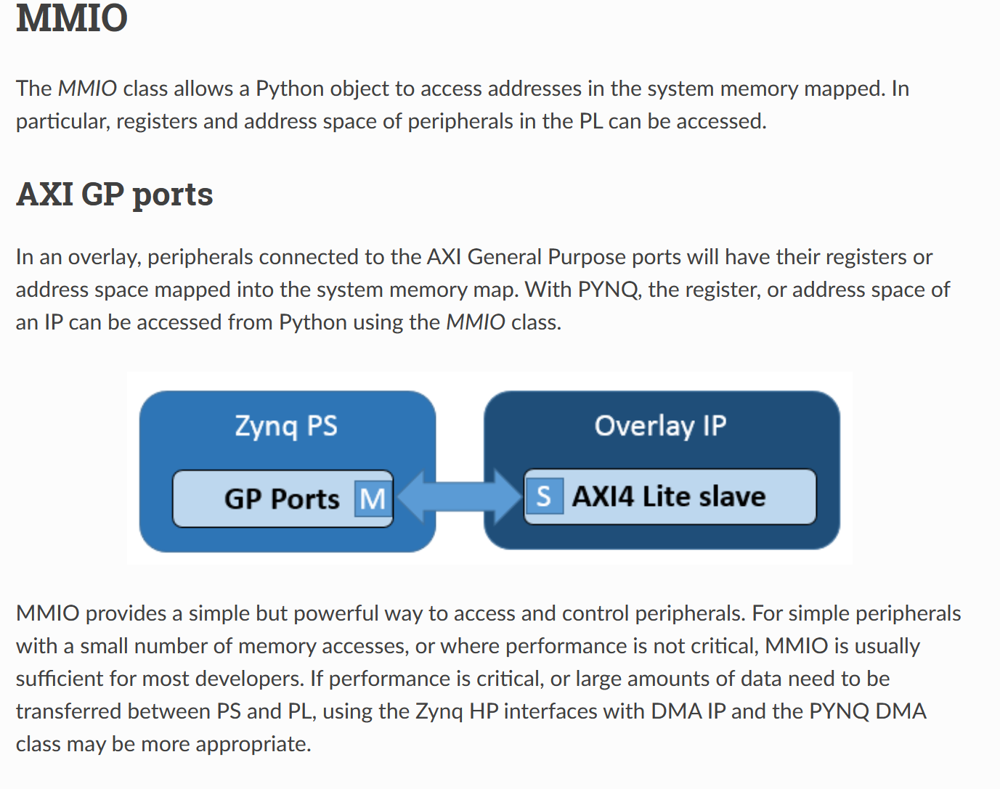 MMIO
The MMIO class allows a Python object to access addresses in the system memory mapped. In
particular, registers and address space of peripherals in the PL can be accessed.
AXI GP ports
In an overlay, peripherals connected to the AXI General Purpose ports will have their registers or
address space mapped into the system memory map. With PYNQ, the register, or address space of
an IP can be accessed from Python using the MMIO class.
Zynq PS
GP Ports M
Overlay IP
S AXI4 Lite slave
MMIO provides a simple but powerful way to access and control peripherals. For simple peripherals
with a small number of memory accesses, or where performance is not critical, MMIO is usually
sufficient for most developers. If performance is critical, or large amounts of data need to be
transferred between PS and PL, using the Zynq HP interfaces with DMA IP and the PYNQ DMA
class may be more appropriate.